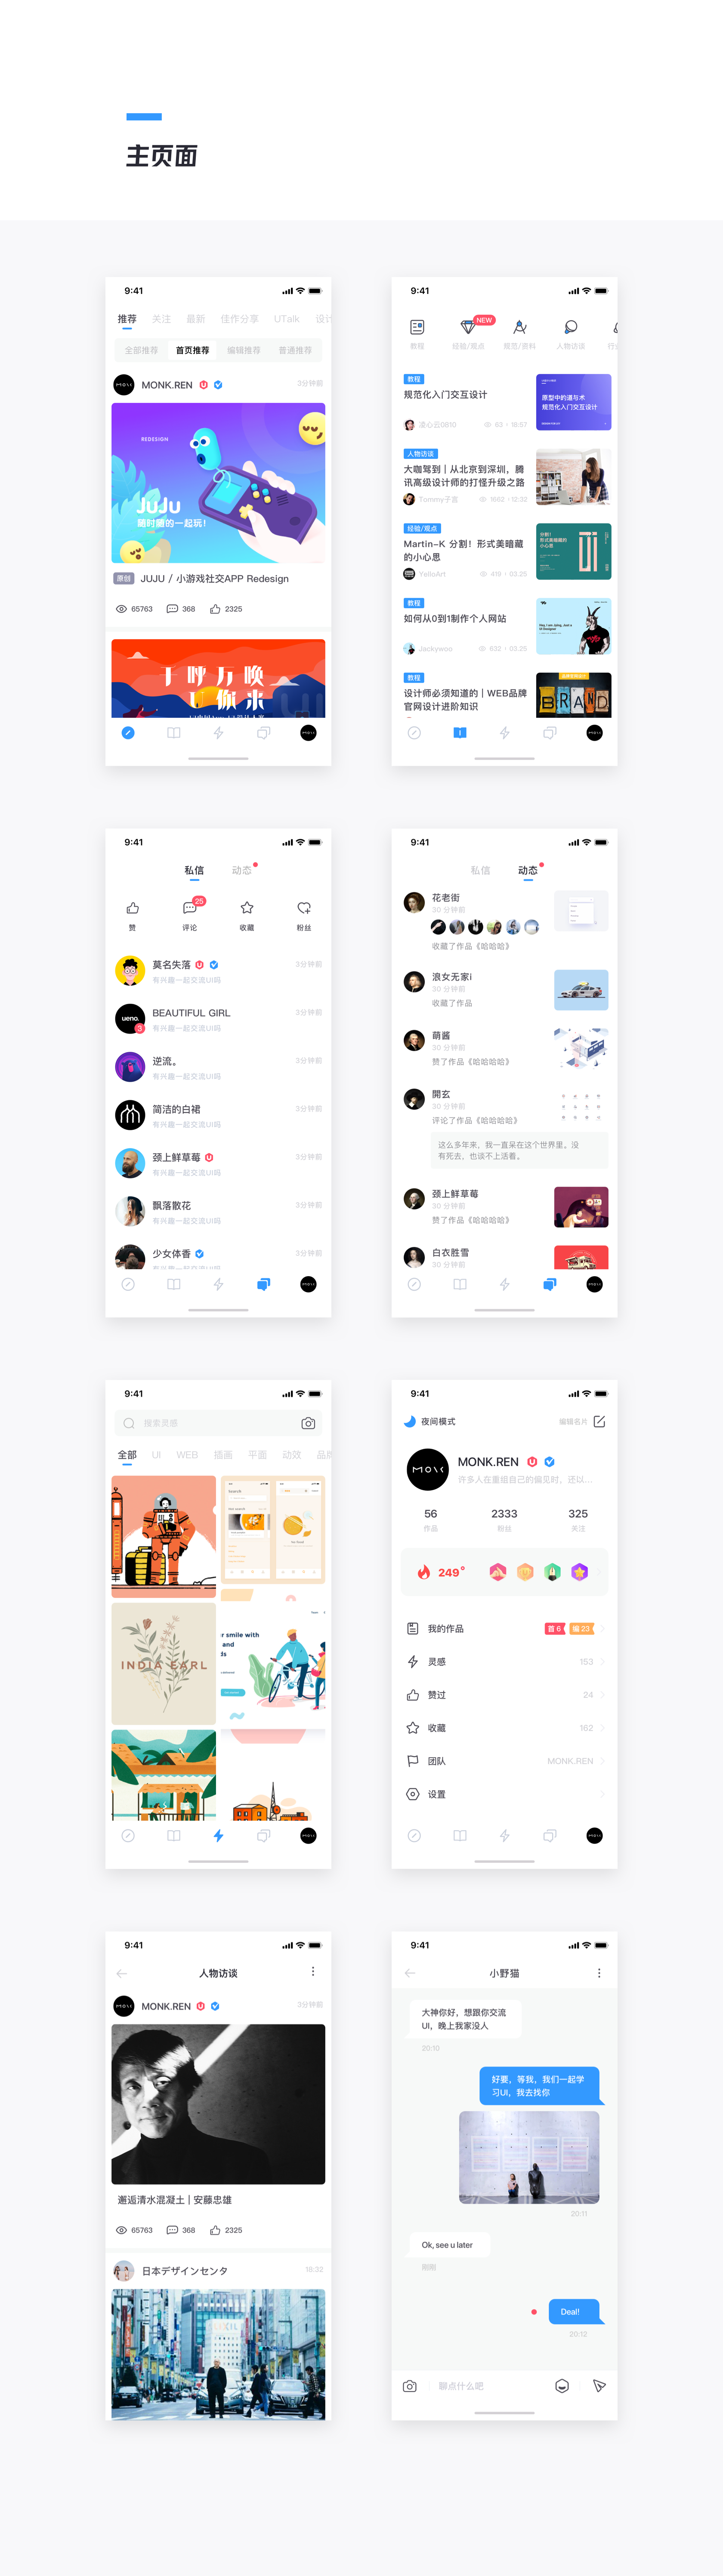 主页面
9:41
推荐 关注 最新 佳作分享 UTalk 设计
全部推荐 首页推荐 编辑推荐 普通推荐
MONK.REN
3分钟前
REDESIGN
JuJu
随时随的一起玩!
原创 JUJU / 小游戏社交APP Redesign
65763 368 2325
千呼万唤
9:41
NEW
教程 经验/观点 规范/资料 人物访谈
教程
规范化入门交互设计
凌心云0810 63 · 16:57
原型中的道与术
规范化入门交互设计
人物访谈
大咖驾到 | 从北京到深圳，腾
讯高级设计师的打怪升级之路
Tommy子言 1662 · 12:32
经验/观点
Martin-K 分割！形式美暗藏
的小心思
YelloArt 419 · 03.25
分割！
形式美暗藏的
小心思
教程
如何从0到1制作个人网站
Jackywoo 632 · 03.25
教程
设计师必须知道的 | WEB品牌
官网设计进阶知识
BRAND
9:41
私信 动态
25
赞 评论 收藏 粉丝
莫名失落 3分钟前
有兴趣一起交流UI吗
ueno.
3
BEAUTIFUL GIRL 3分钟前
有兴趣一起交流UI吗
逆流。 3分钟前
有兴趣一起交流UI吗
简洁的白裙 3分钟前
有兴趣一起交流UI吗
颈上鲜草莓 3分钟前
有兴趣一起交流UI吗
飘落散花 3分钟前
有兴趣一起交流UI吗
少女体香 3分钟前
9:41
私信 动态
花老街
30 分钟前
收藏了作品《哈哈哈》
浪女无家i
30 分钟前
收藏了作品
萌酱
30 分钟前
赞了作品《哈哈哈哈》
開玄
30 分钟前
评论了作品《哈哈哈哈》
这么多年来，我一直呆在这个世界里。没
有死去，也谈不上活着。
颈上鲜草莓
30 分钟前
赞了作品《哈哈哈哈》
白衣胜雪
30 分钟前
9:41
搜索灵感
全部 UI WEB 插画 平面 动效 品牌
Search
INDIA EARL
r smile with
and
ds
9:41
夜间模式 编辑名片
MONK.REN
许多人在重组自己的偏见时，还以...
56 2333 325
作品 粉丝 关注
249°
我的作品 首 6 编 23
灵感 153
赞过 24
收藏 162
团队 MONK.REN
设置
9:41
人物访谈
MONK.REN
3分钟前
邂逅清水混凝土 | 安藤忠雄
65763 368 2325
日本デザインセンタ 18:32
9:41
小野猫
大神你好，想跟你交流
UI，晚上我家没人
20:10
好要，等我，我们一起学
习UI，我去找你
20:11
Ok, see u later
刚刚
Deal!
20:12
聊点什么吧